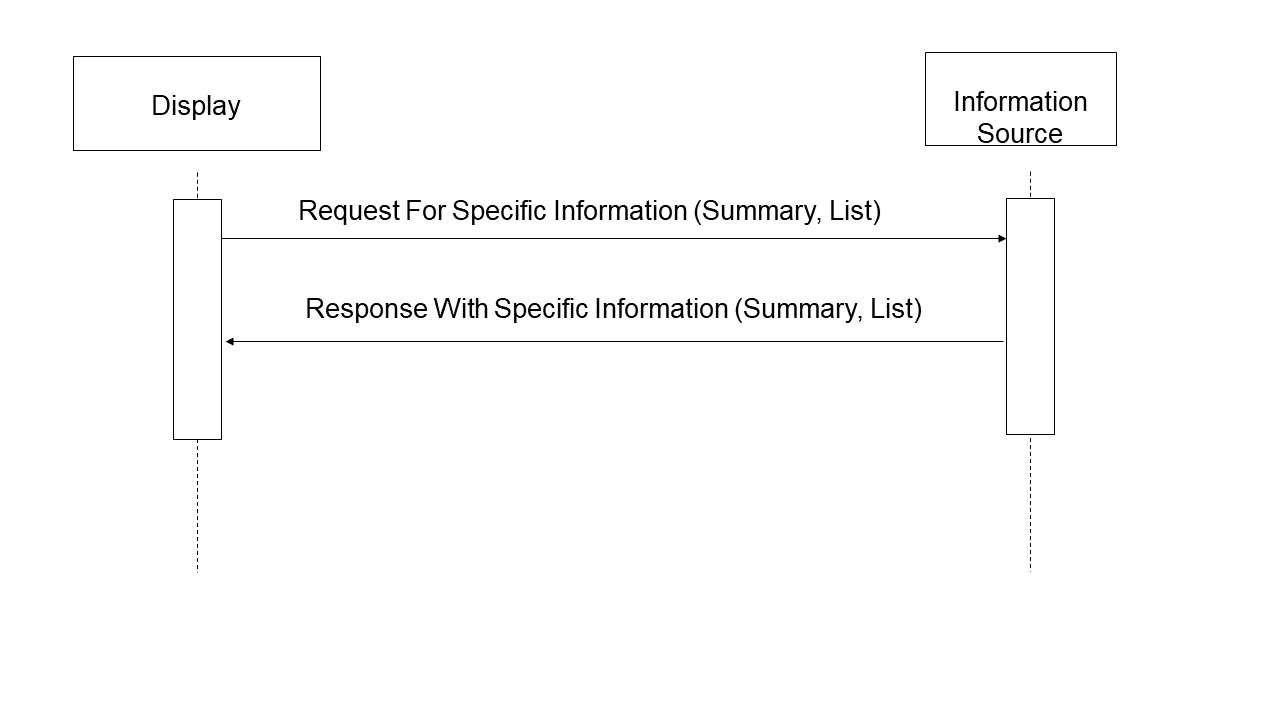 Display
Information
Source
Request For Specific Information (Summary, List)
Response With Specific Information (Summary, List)